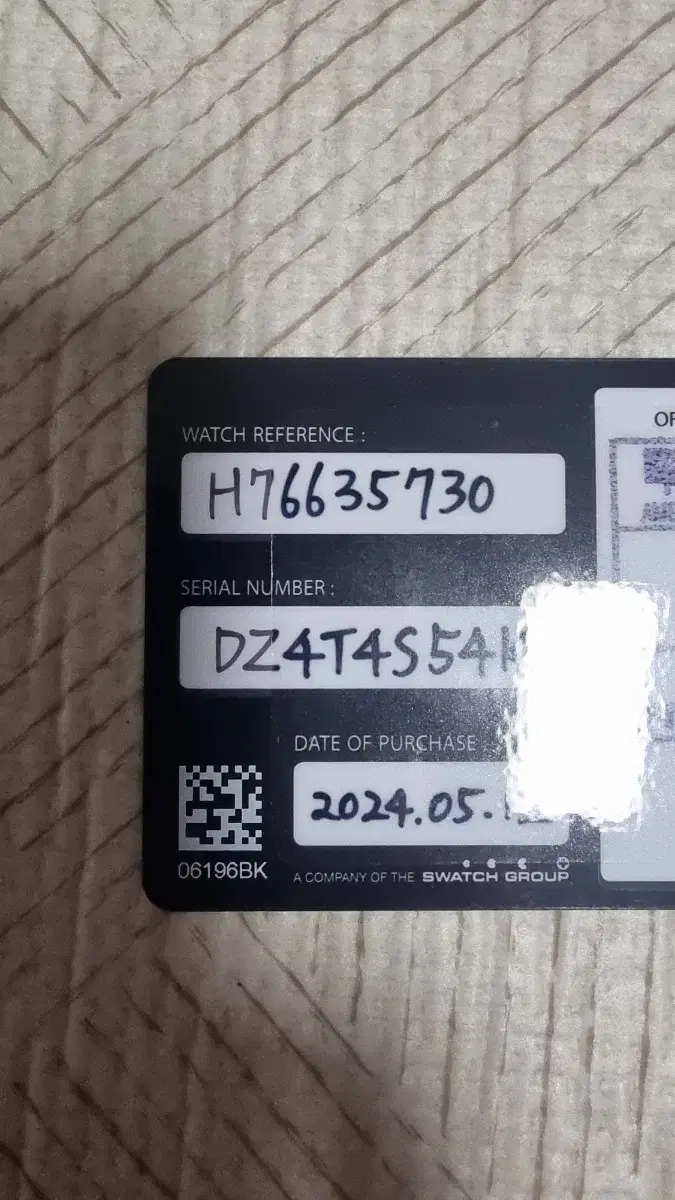 WATCH REFERENCE :
H76635730
SERIAL NUMBER :
DZ4T4S54
DATE OF PURCHASE
2024.05.
06196BK
A COMPANY OF THE SWATCH GROUP